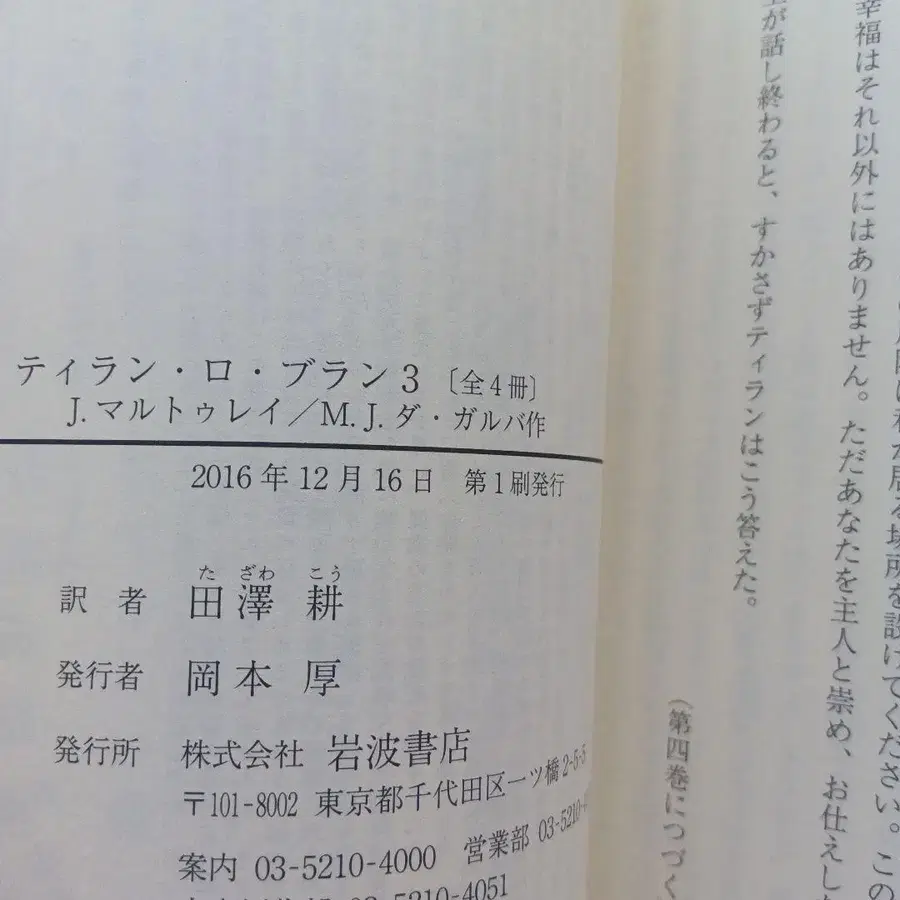 幸福はそれ以外にはありません。ただあなたを主人と崇め、お仕えした
が話し終わると、すかさずティランはこう答えた。
（第四巻につづく
ティラン・ロ・ブラン 3 〔全4冊〕
J. マルトゥレイ／M. J. ダ・ガルバ作
2016年12月16日 第1刷発行
訳者 田澤耕
た ざわ こう
発行者 岡本厚
発行所 株式会社 岩波書店
〒101-8002 東京都千代田区一ツ橋2-5-5
案内 03-5210-4000 営業部 03-5210-
03-5210-4051